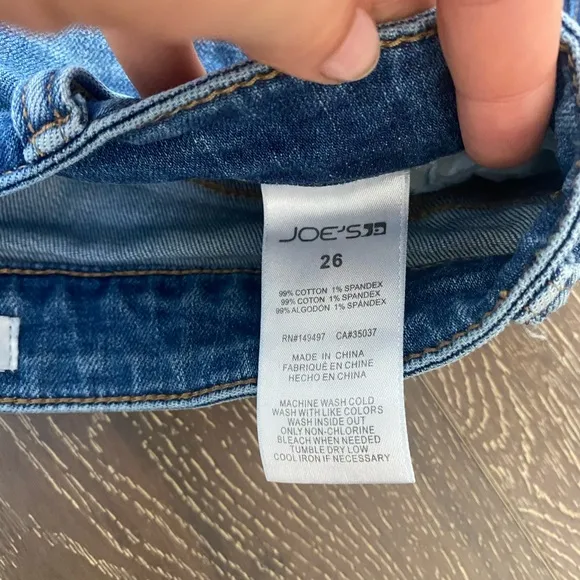 JOE'S
26
99% COTTON 1% SPANDEX
99% COTON 1% SPANDEX
99% ALGODON 1% SPÁNDEX
RN#149497 CA#35037
MADE IN CHINA
FABRIQUÉ EN CHINE
HECHO EN CHINA
MACHINE WASH COLD
WASH WITH LIKE COLORS
WASH INSIDE OUT
ONLY NON-CHLORINE
BLEACH WHEN NEEDED
TUMBLE DRY LOW
COOL IRON IF NECESSARY